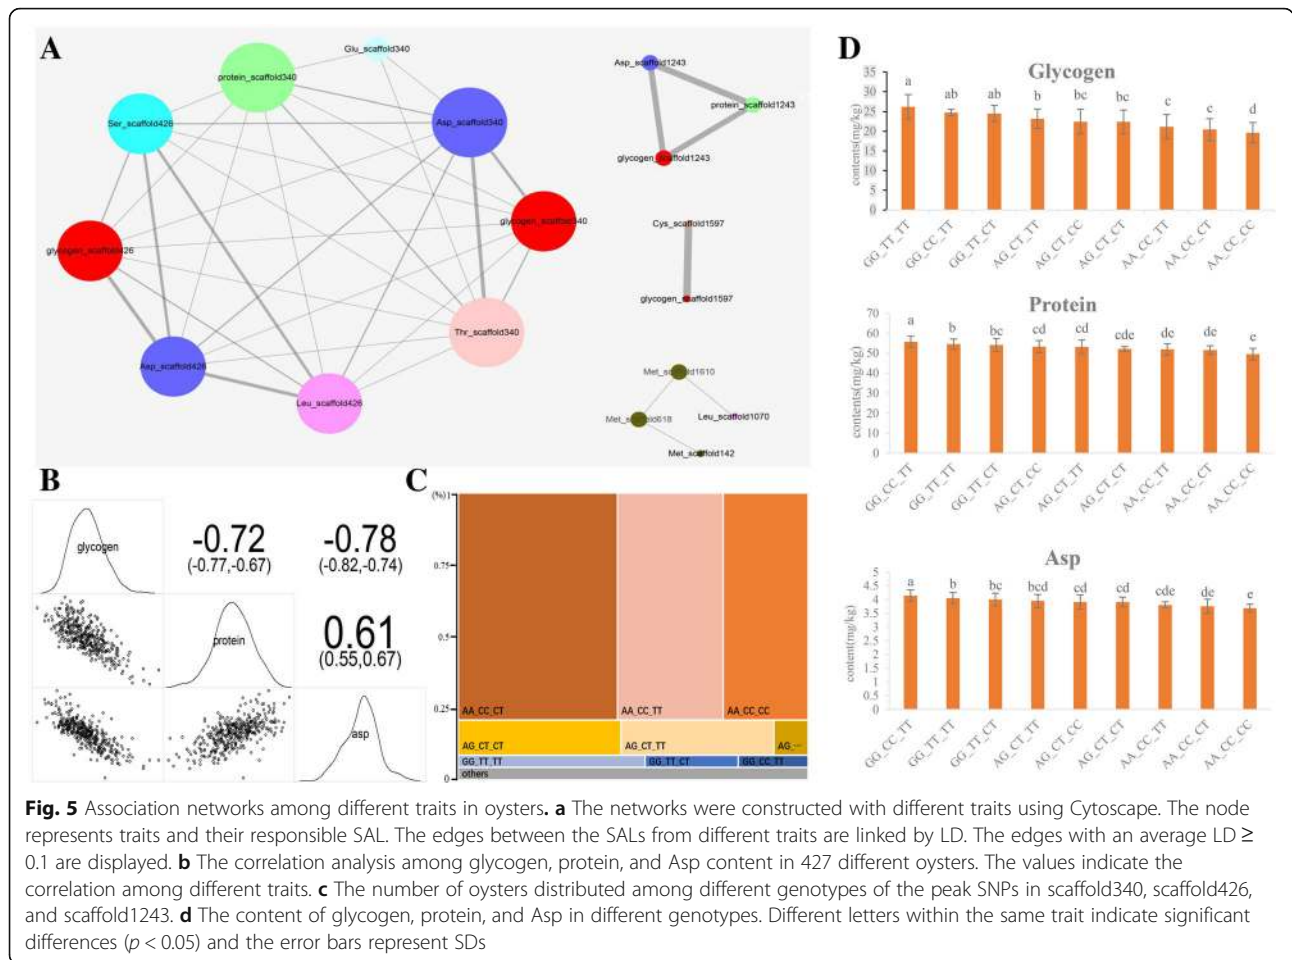 A
Glu_scaffold340
protein_scaffold340
Ser_scaffold426
Asp_scaffold340
glycogen_scaffold340
glycogen_scaffold426
Thr_scaffold340
Asp_scaffold426
Leu_scaffold426
Asp_scaffold1243
protein_scaffold1243
glycogen_scaffold1243
Cys_scaffold1597
glycogen_scaffold1597
Met_scaffold1610
Leu_scaffold1070
Met_scaffold618
Met_scaffold142
B
glycogen
-0.72
(-0.77,-0.67)
-0.78
(-0.82,-0.74)
protein
0.61
(0.55,0.67)
asp
C
(%)
1
0.75
0.5
0.25
0
AA_CC_CT
AA_CC_TT
AA_CC_CC
AG_CT_CT
AG_CT_TT
AG_···
GG_TT_TT
GG_TT_CT
GG_CC_TT
others
D
Glycogen
contents(mg/kg)
35
30
25
20
15
10
5
0
a ab ab b bc bc c c d
GG_TT_TT
GG_CC_TT
GG_TT_CT
AG_CT_TT
AG_CT_CC
AG_CT_CT
AA_CC_TT
AA_CC_CT
AA_CC_CC
Protein
contents(mg/kg)
70
60
50
40
30
20
10
0
a b bc cd cd cde de de e
GG_CC_TT
GG_TT_TT
GG_TT_CT
AG_CT_CC
AG_CT_TT
AG_CT_CT
AA_CC_TT
AA_CC_CT
AA_CC_CC
Asp
content(mg/kg)
5
4.5
4
3.5
3
2.5
2
1.5
1
0.5
0
a b bc bcd cd cd cde de e
GG_CC_TT
GG_TT_TT
GG_TT_CT
AG_CT_TT
AG_CT_CC
AG_CT_CT
AA_CC_TT
AA_CC_CT
AA_CC_CC
Fig. 5 Association networks among different traits in oysters. a The networks were constructed with different traits using Cytoscape. The node
represents traits and their responsible SAL. The edges between the SALs from different traits are linked by LD. The edges with an average LD ≥
0.1 are displayed. b The correlation analysis among glycogen, protein, and Asp content in 427 different oysters. The values indicate the
correlation among different traits. c The number of oysters distributed among different genotypes of the peak SNPs in scaffold340, scaffold426,
and scaffold1243. d The content of glycogen, protein, and Asp in different genotypes. Different letters within the same trait indicate significant
differences (p < 0.05) and the error bars represent SDs